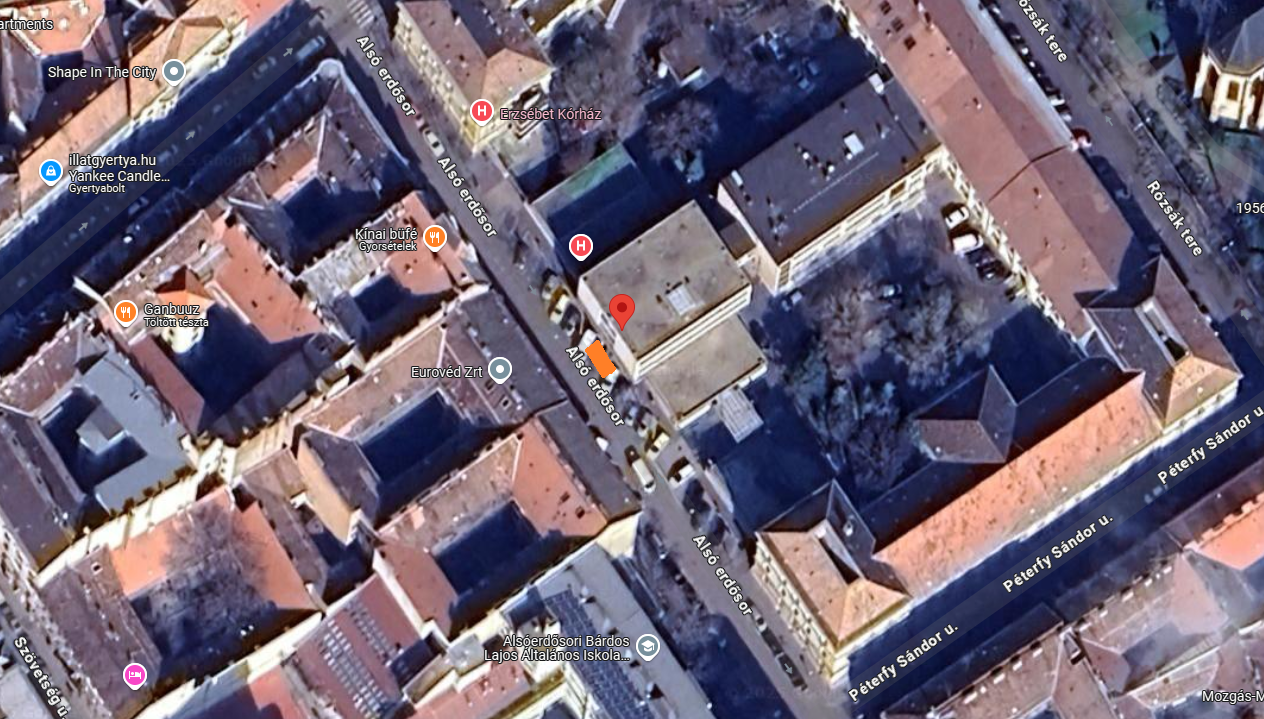 artments
Shape In The City
illatgyertya.hu
Yankee Candle...
Gyertyabolt
Alsó erdősor
Erzsébet Kórház
H
Alsó erdősor
Rózsák tere
Rózsák tere
1956
Kínai büfé
Gyorsételek
H
Ganbuuz
Töltött tészta
Eurovéd Zrt
Alsó erdősor
Péterfy Sándor u.
Péterfy Sándor u.
Péterfy Sándor u.
Alsó erdősor
Alsóerdősori Bárdos
Lajos Általános Iskola...
Szövetség u.
Mozgás-M